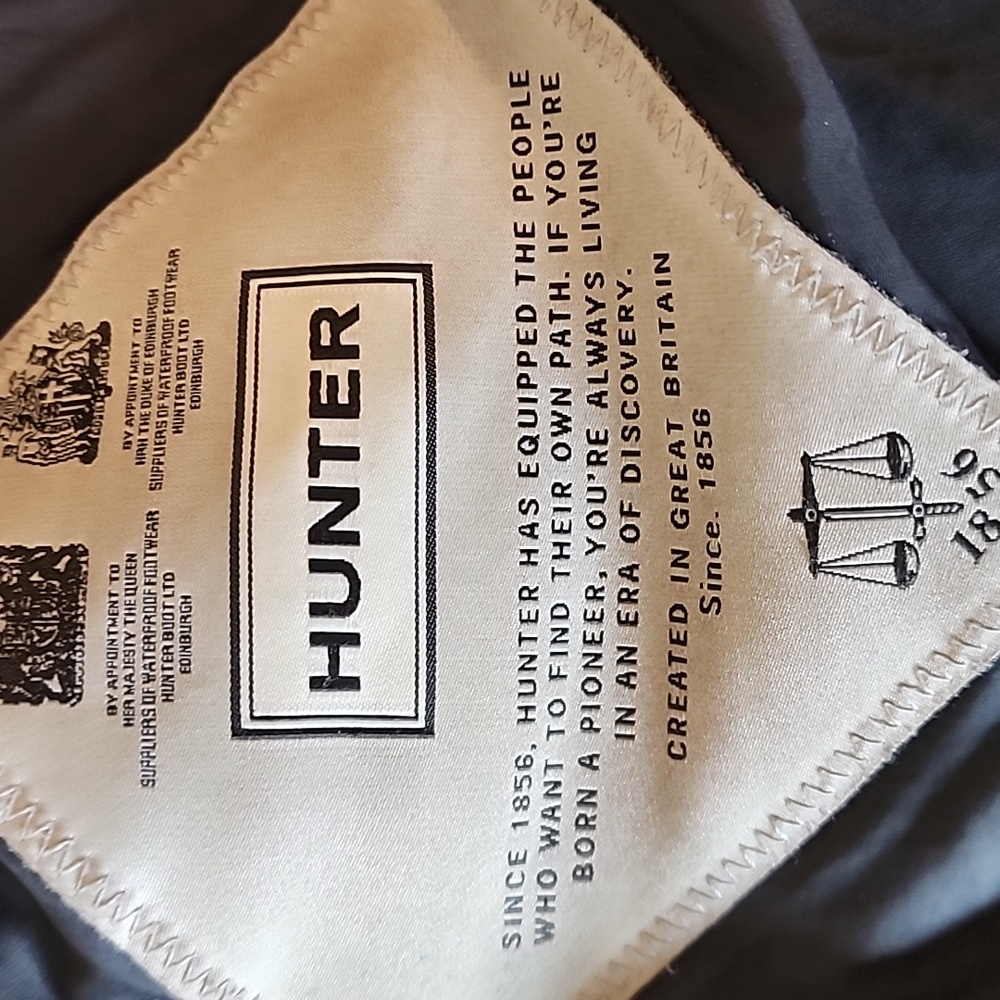 BY APPOINTMENT TO
HER MAJESTY THE QUEEN
SUPPLIERS OF WATERPROOF FOOTWEAR
HUNTER BOOT LTD
EDINBURGH
BY APPOINTMENT TO
HRH THE DUKE OF EDINBURGH
SUPPLIERS OF WATERPROOF FOOTWEAR
HUNTER BOOT LTD
EDINBURGH
HUNTER
SINCE 1856, HUNTER HAS EQUIPPED THE PEOPLE
WHO WANT TO FIND THEIR OWN PATH. IF YOU'RE
BORN A PIONEER, YOU'RE ALWAYS LIVING
IN AN ERA OF DISCOVERY.
CREATED IN GREAT BRITAIN
Since. 1856
1856